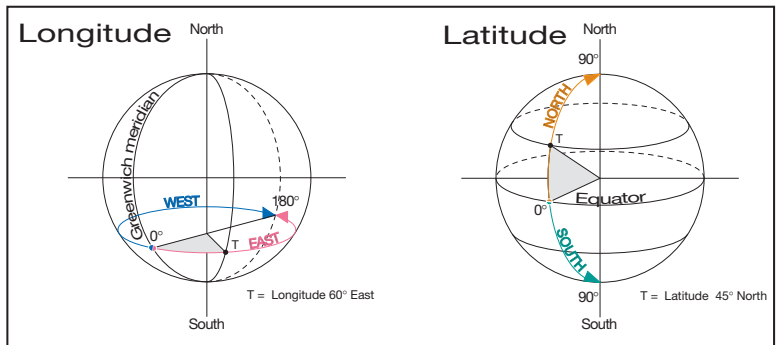 Longitude
North
Greenwich meridian
WEST
180°
0°
T
EAST
T = Longitude 60° East
South
Latitude
North
90°
NORTH
T
Equator
0°
SOUTH
90°
T = Latitude 45° North
South